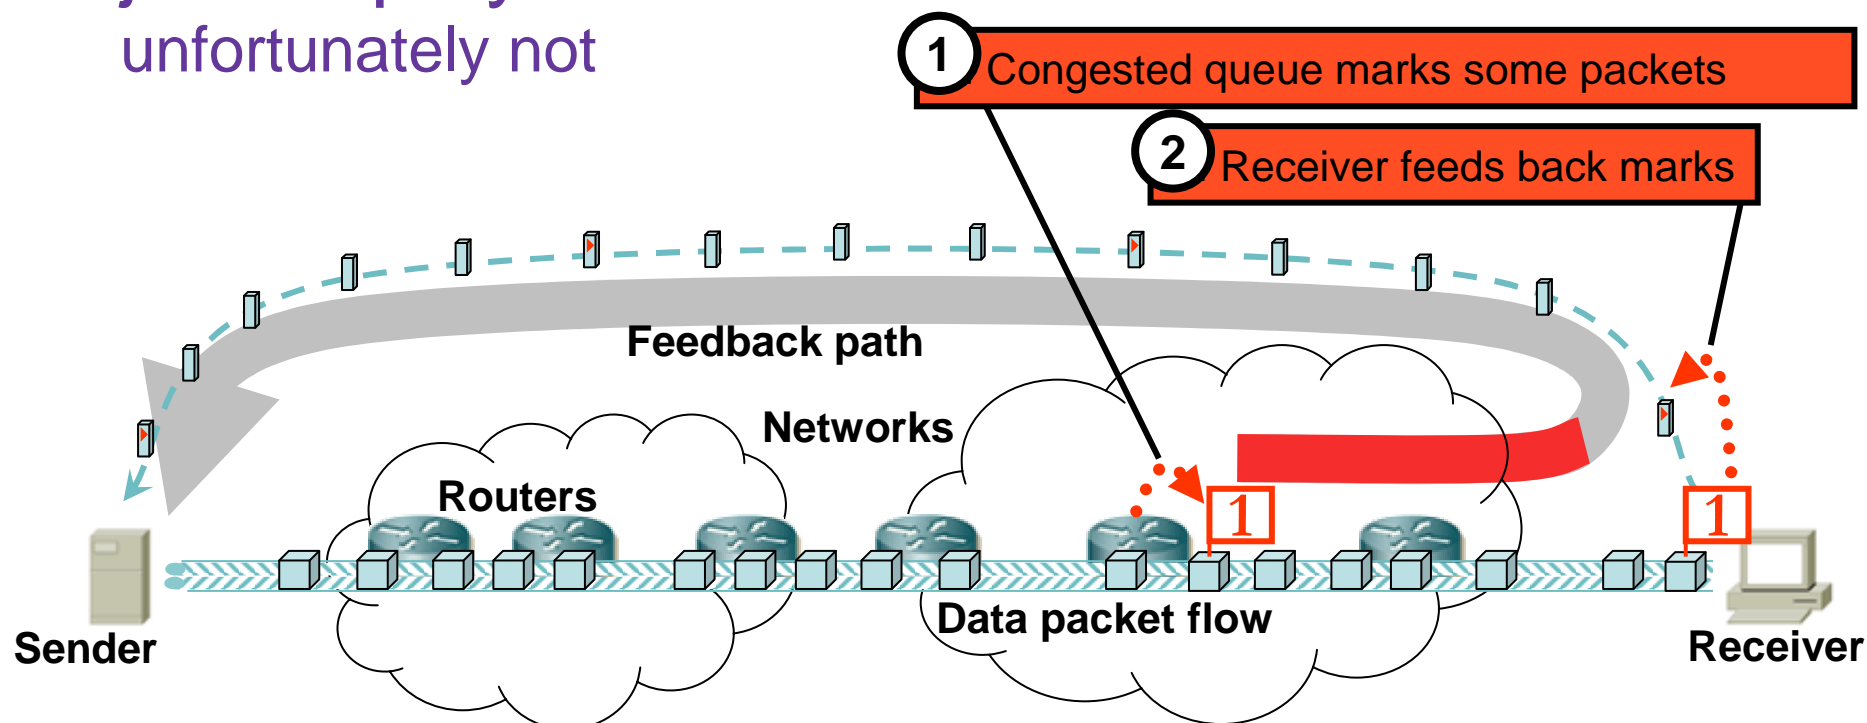 unfortunately not
1 Congested queue marks some packets
2 Receiver feeds back marks
Feedback path
Networks
Routers
1
1
Data packet flow
Sender
Receiver